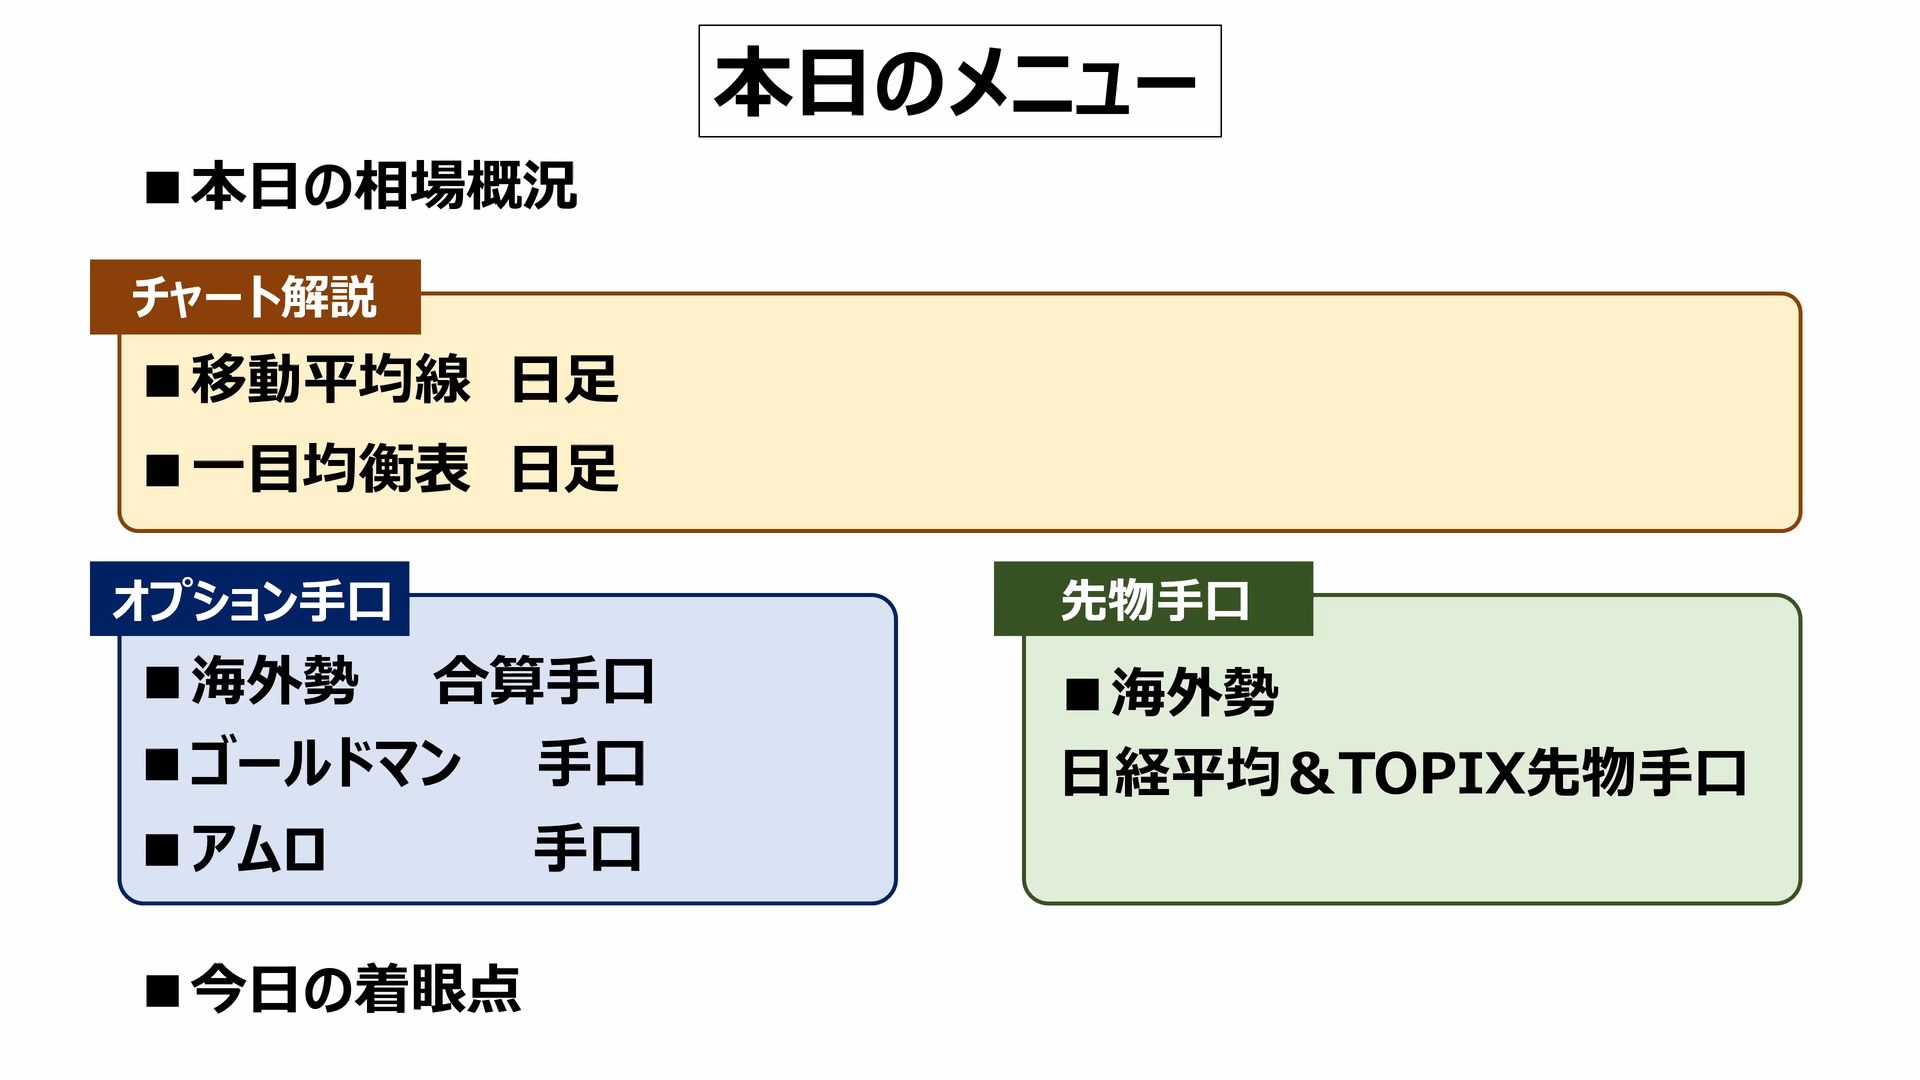 本日のメニュー
■本日の相場概況
チャート解説
■移動平均線　日足
■一目均衡表　日足
オプション手口
■海外勢　合算手口
■ゴールドマン　手口
■アムロ　手口
先物手口
■海外勢
日経平均＆TOPIX先物手口
■今日の着眼点